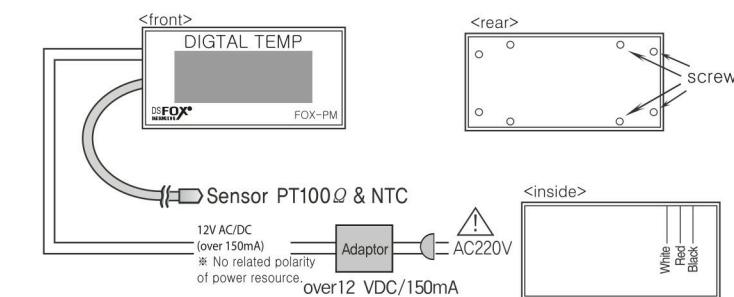 <front>
DIGTAL TEMP
DSFOX
FOX-PM
<rear>
screw
Sensor PT100Ω & NTC
12V AC/DC
(over 150mA)
※ No related polarity
of power resource.
Adaptor
AC220V
over12 VDC/150mA
<inside>
White
Red
Black